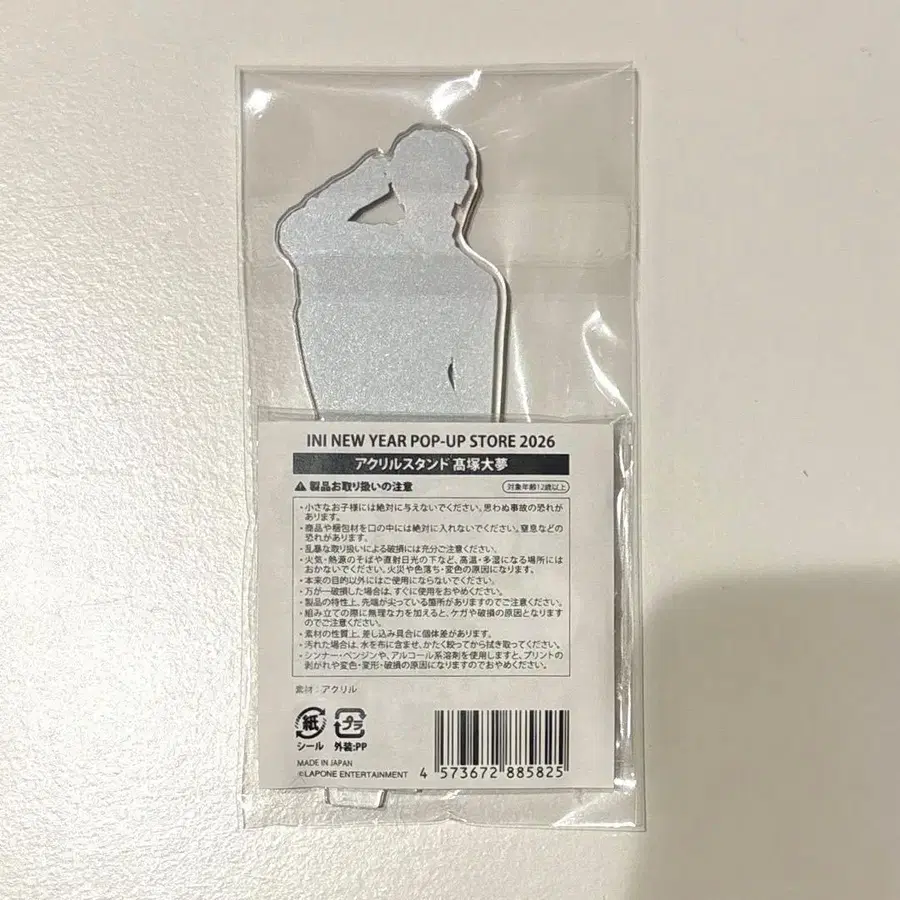 INI NEW YEAR POP-UP STORE 2026
アクリルスタンド 髙塚大夢
⚠ 製品お取り扱いの注意
対象年齢12歳以上
・小さなお子様には絶対に与えないでください。思わぬ事故の恐れが
あります。
・商品や梱包材を口の中には絶対に入れないでください。窒息などの
恐れがあります。
・乱暴な取り扱いによる破損には充分ご注意ください。
・火気・熱源のそばや直射日光の下など、高温・多湿になる場所には
おかないでください。火災や色落ち・変色の原因になります。
・本来の目的以外にはご使用にならないでください。
・万が一破損した場合は、すぐに使用をおやめください。
・製品の特性上、先端が尖っている箇所がありますのでご注意ください。
・組み立ての際に無理な力を加えると、ケガや破損の原因となります
のでご注意ください。
・素材の性質上、差し込み具合に個体差があります。
・汚れた場合は、水を布に含ませ、かたく絞ってから拭き取ってください。
・シンナー・ベンジンや、アルコール系溶剤を使用しますと、プリントの
剥がれや変色・変形・破損の原因になりますのでおやめください。
素材：アクリル
紙
シール
プラ
外装:PP
MADE IN JAPAN
©LAPONE ENTERTAINMENT
4 573672 885825